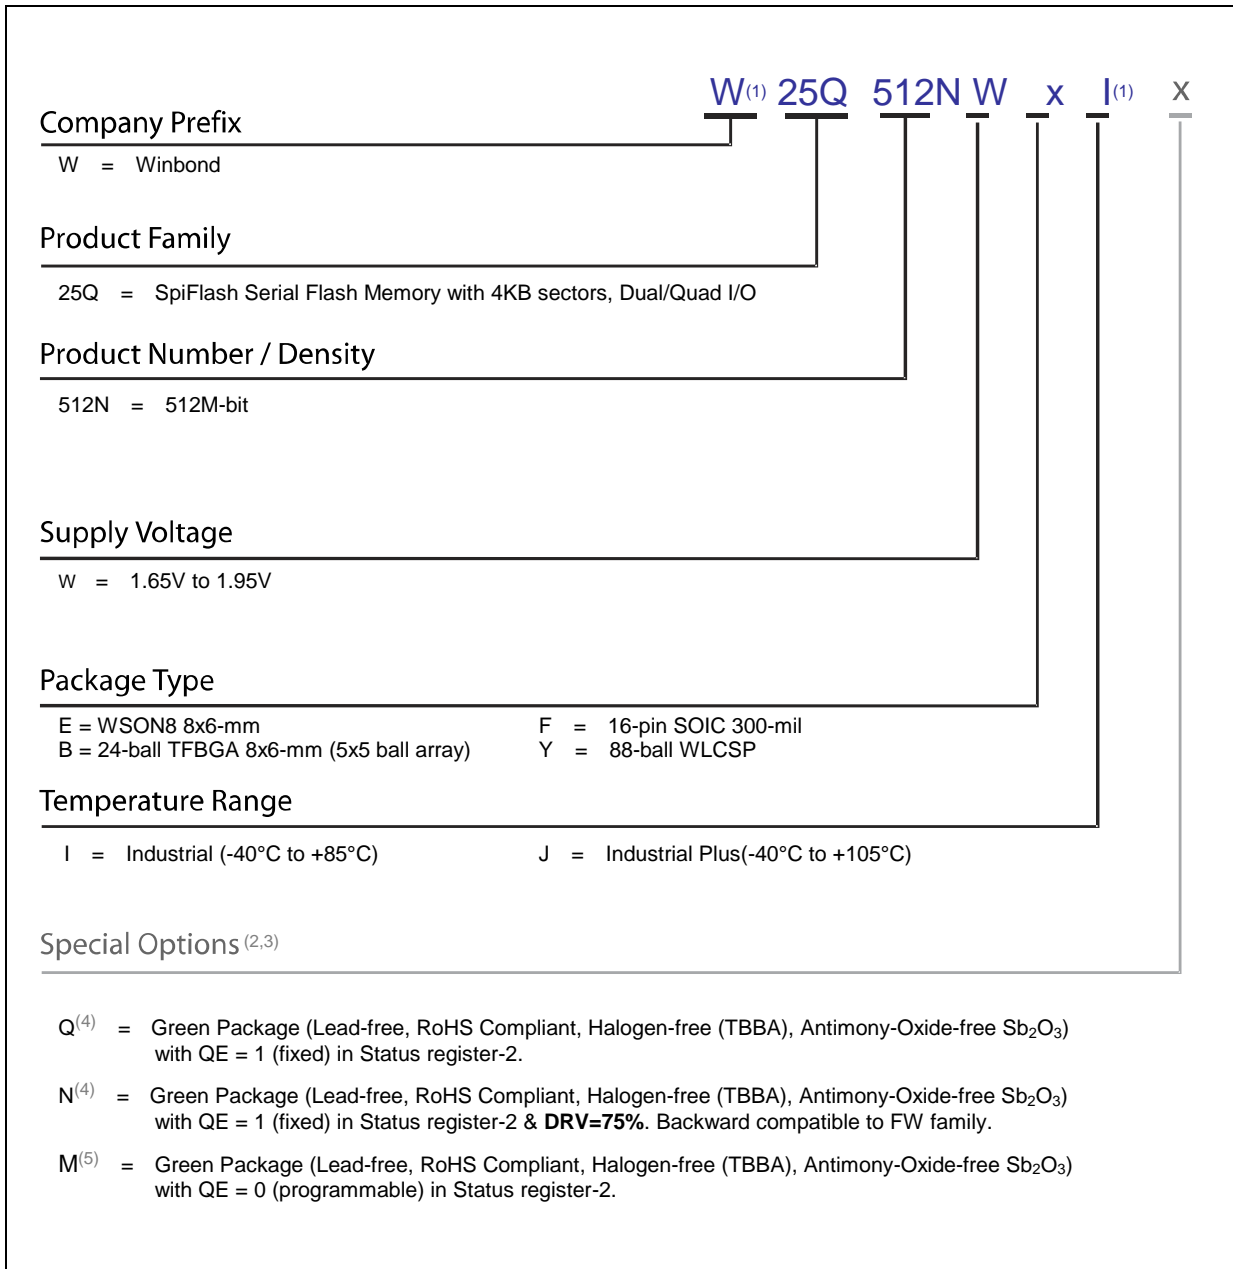 W(1) 25Q 512N W x I(1) x
Company Prefix
W = Winbond
Product Family
25Q = SpiFlash Serial Flash Memory with 4KB sectors, Dual/Quad I/O
Product Number / Density
512N = 512M-bit
Supply Voltage
W = 1.65V to 1.95V
Package Type
E = WSON8 8x6-mm F = 16-pin SOIC 300-mil
B = 24-ball TFBGA 8x6-mm (5x5 ball array) Y = 88-ball WLCSP
Temperature Range
I = Industrial (-40°C to +85°C) J = Industrial Plus(-40°C to +105°C)
Special Options (2,3)
Q(4) = Green Package (Lead-free, RoHS Compliant, Halogen-free (TBBA), Antimony-Oxide-free Sb₂O₃)
with QE = 1 (fixed) in Status register-2.
N(4) = Green Package (Lead-free, RoHS Compliant, Halogen-free (TBBA), Antimony-Oxide-free Sb₂O₃)
with QE = 1 (fixed) in Status register-2 & DRV=75%. Backward compatible to FW family.
M(5) = Green Package (Lead-free, RoHS Compliant, Halogen-free (TBBA), Antimony-Oxide-free Sb₂O₃)
with QE = 0 (programmable) in Status register-2.